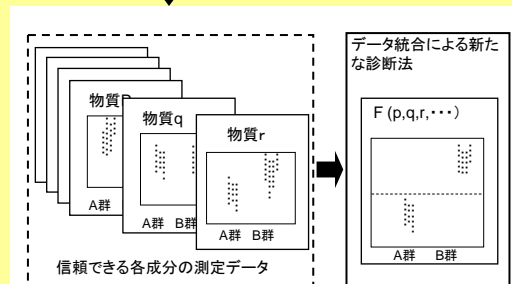 物質
A群
物質q
A群 B群
物質r
A群 B群
信頼できる各成分の測定データ
データ統合による新た
な診断法
F (p,q,r,・・・)
A群 B群